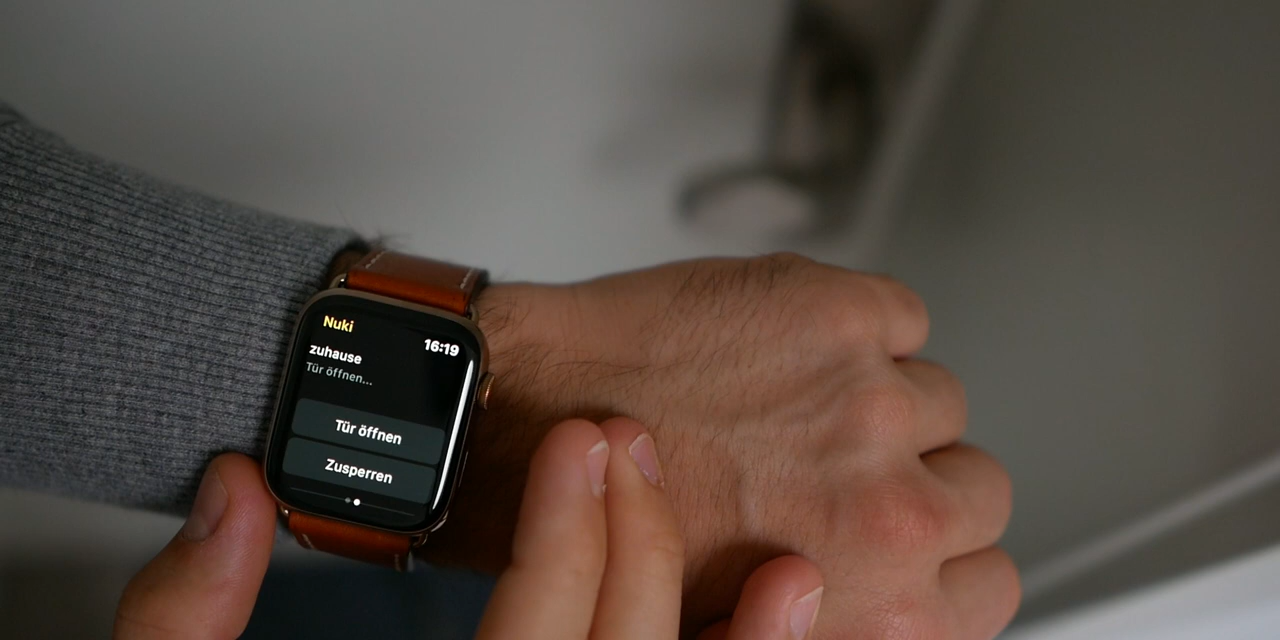 Nuki
16:19
zuhause
Tür öffnen...
Tür öffnen
Zusperren